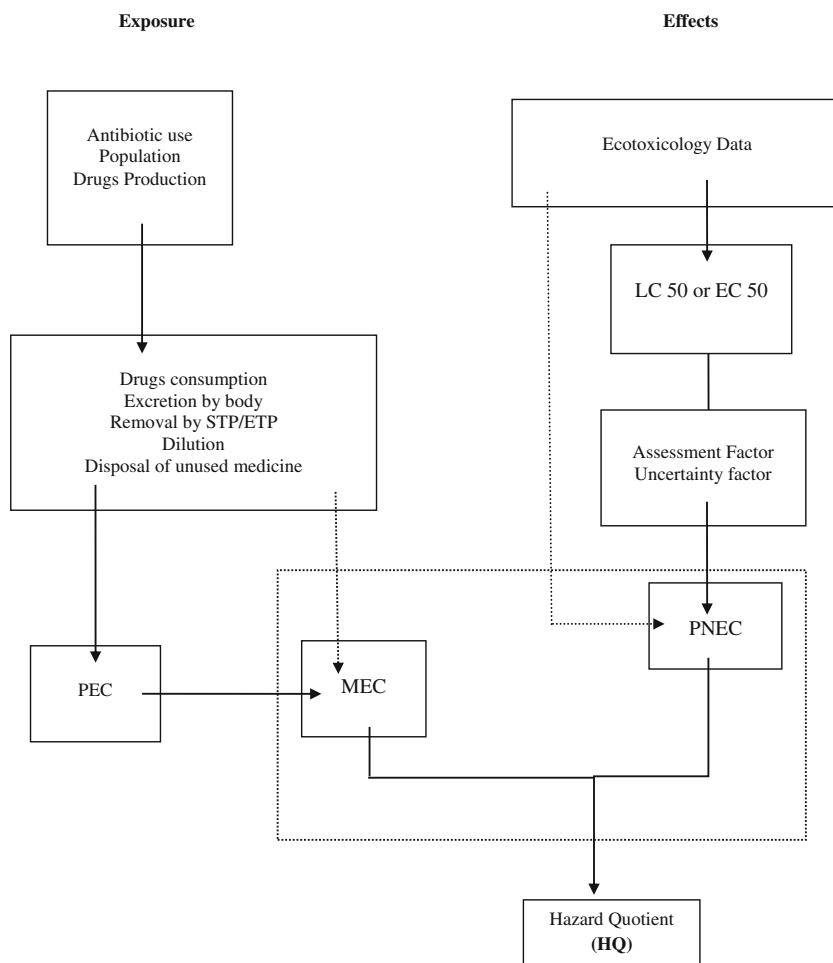 Exposure
Effects
Antibiotic use
Population
Drugs Production
Ecotoxicology Data
LC 50 or EC 50
Drugs consumption
Excretion by body
Removal by STP/ETP
Dilution
Disposal of unused medicine
Assessment Factor
Uncertainty factor
PNEC
PEC
MEC
Hazard Quotient
(HQ)